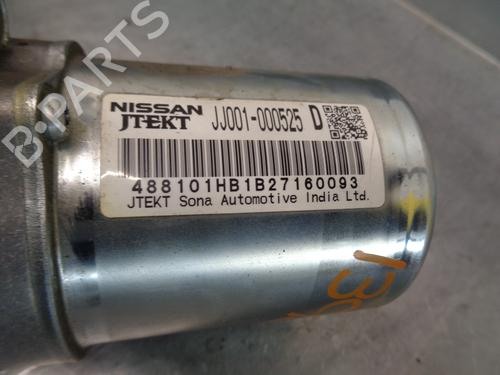 B·PARTS
NISSAN
JTEKT
JJ001-000525 D
488101HB1B27160093
JTEKT Sona Automotive India Ltd.